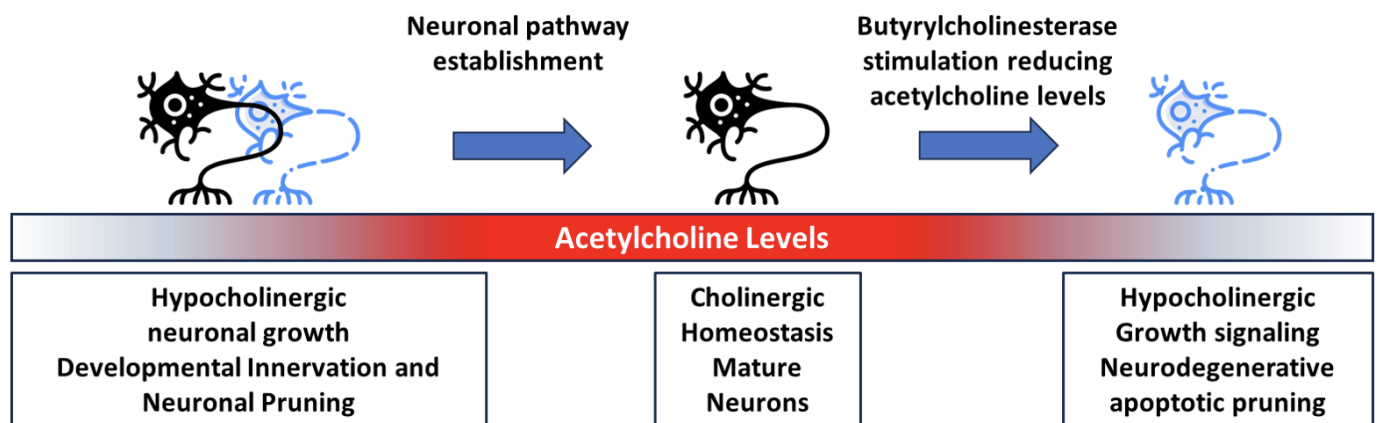 Neuronal pathway
establishment
Butyrylcholinesterase
stimulation reducing
acetylcholine levels
Acetylcholine Levels
Hypocholinergic
neuronal growth
Developmental Innervation and
Neuronal Pruning
Cholinergic
Homeostasis
Mature
Neurons
Hypocholinergic
Growth signaling
Neurodegenerative
apoptotic pruning